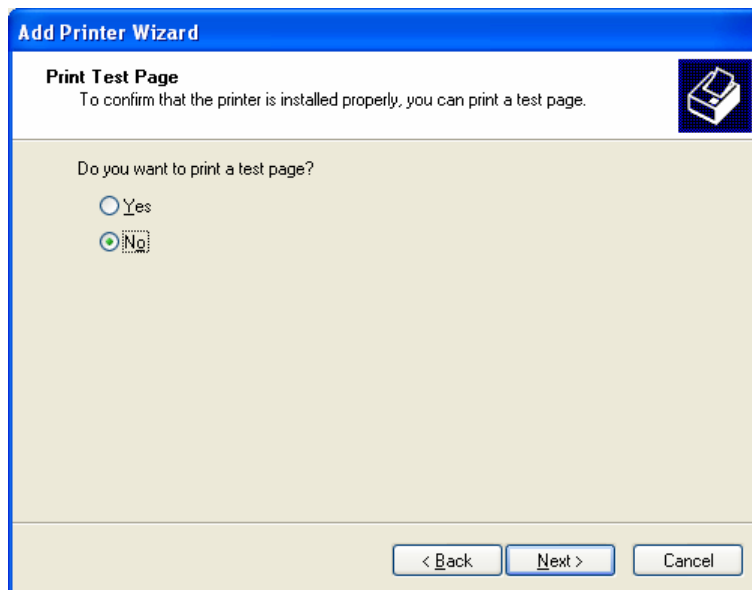 Add Printer Wizard
Print Test Page
To confirm that the printer is installed properly, you can print a test page.
Do you want to print a test page?
Yes
No
< Back
Next >
Cancel